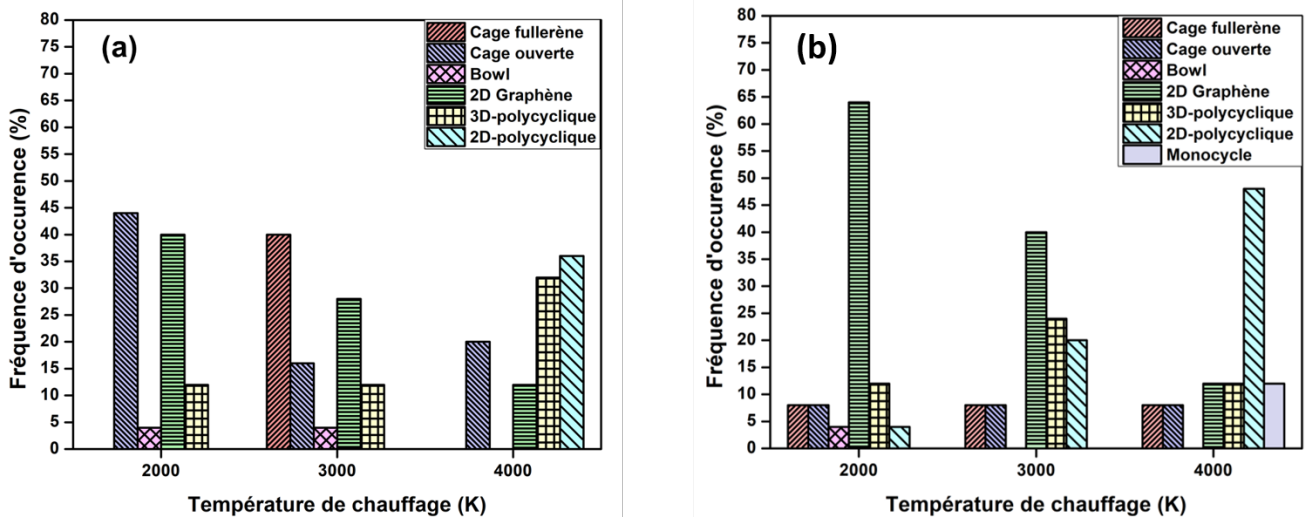 (a)
Cage fullerène
Cage ouverte
Bowl
2D Graphène
3D-polycyclique
2D-polycyclique
Fréquence d'occurence (%)
80
75
70
65
60
55
50
45
40
35
30
25
20
15
10
5
0
2000
3000
4000
Température de chauffage (K)
(b)
Cage fullerène
Cage ouverte
Bowl
2D Graphène
3D-polycyclique
2D-polycyclique
Monocycle
Fréquence d'occurence (%)
80
75
70
65
60
55
50
45
40
35
30
25
20
15
10
5
0
2000
3000
4000
Température de chauffage (K)